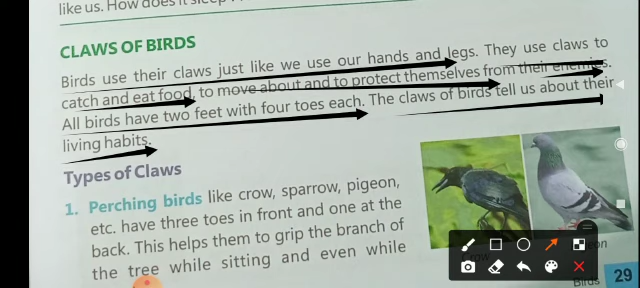 like us. How does it sleep
CLAWS OF BIRDS
Birds use their claws just like we use our hands and legs. They use claws to
catch and eat food, to move about and to protect themselves from their enemies.
All birds have two feet with four toes each. The claws of birds tell us about their
living habits.
Types of Claws
1. Perching birds like crow, sparrow, pigeon,
etc. have three toes in front and one at the
back. This helps them to grip the branch of
the tree while sitting and even while
Birds 29